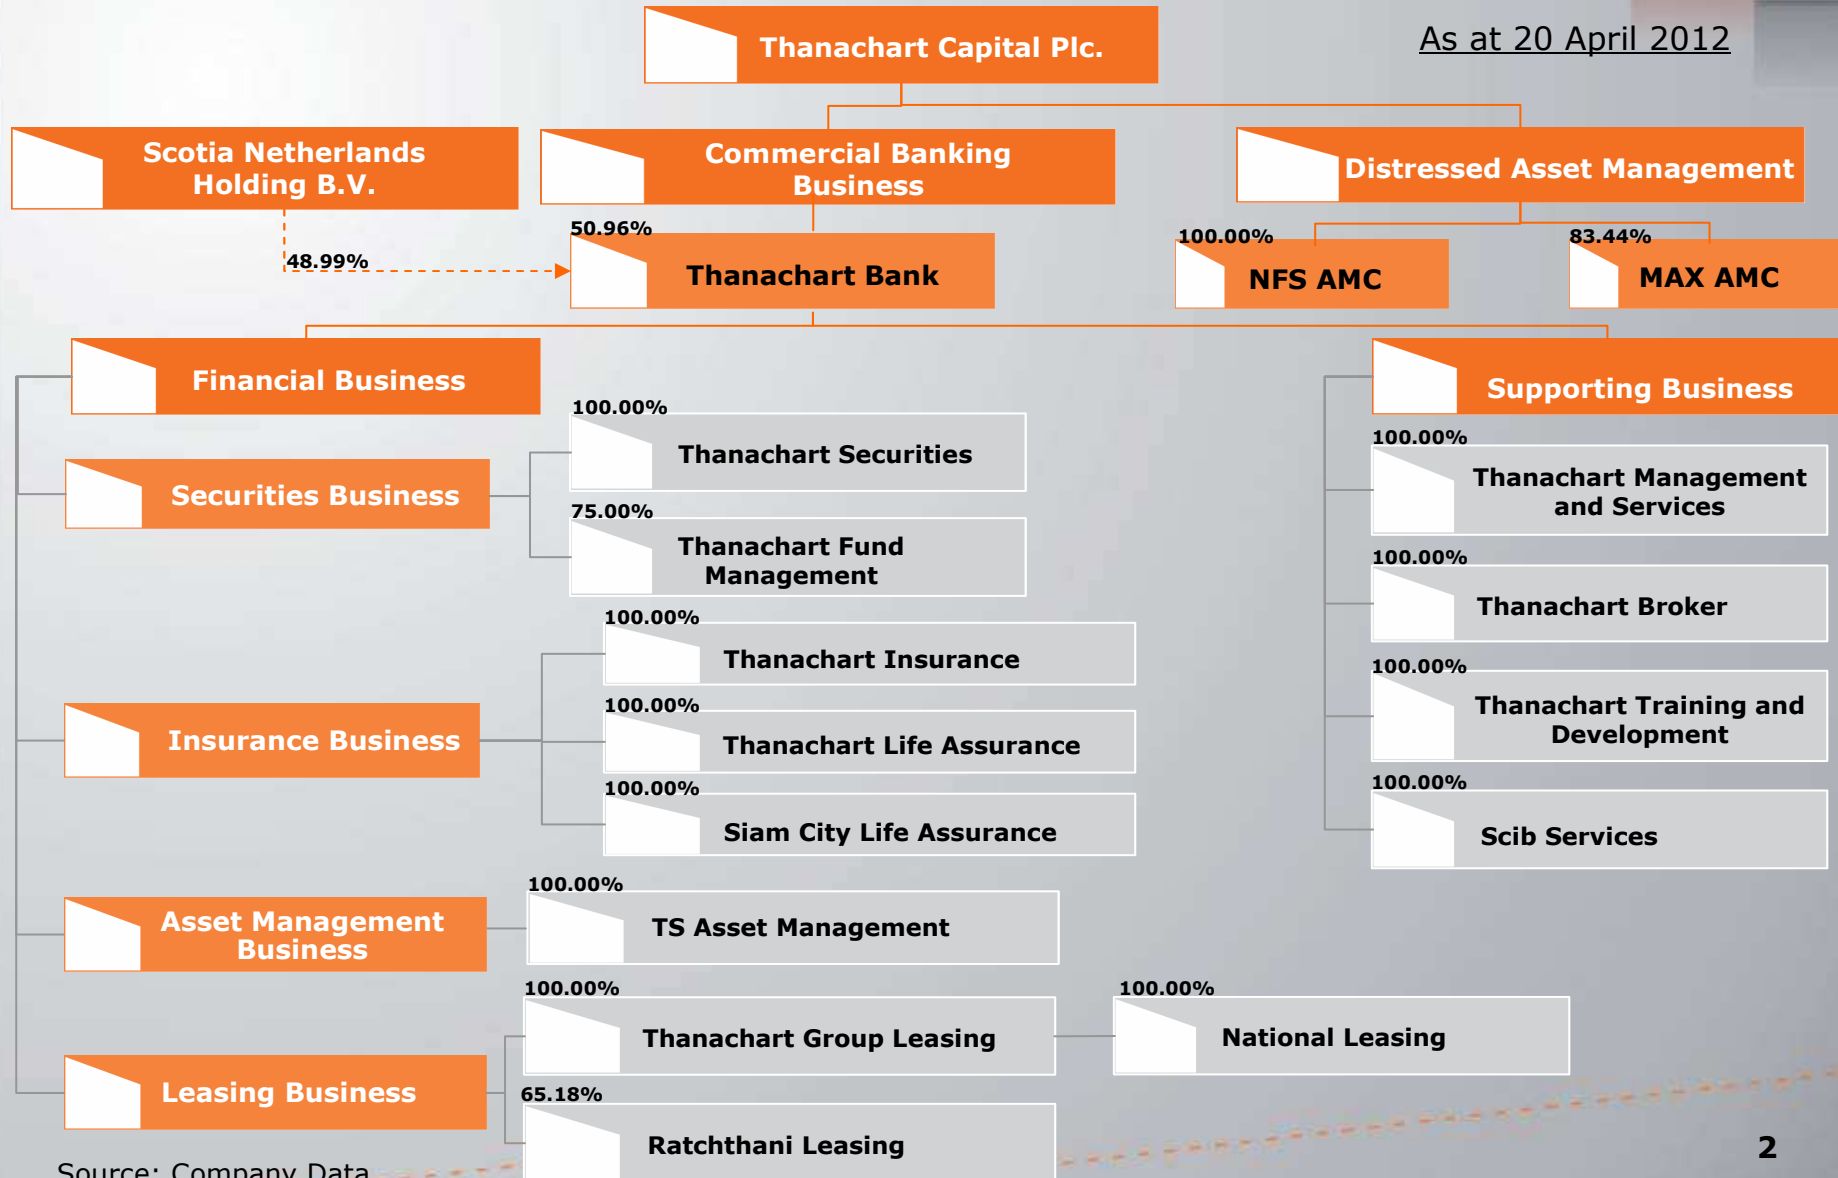 Thanachart Capital Plc.
As at 20 April 2012
Scotia Netherlands
Holding B.V.
Commercial Banking
Business
Distressed Asset Management
48.99%
50.96%
Thanachart Bank
100.00%
NFS AMC
83.44%
MAX AMC
Financial Business
Supporting Business
Securities Business
100.00%
Thanachart Securities
75.00%
Thanachart Fund
Management
Insurance Business
100.00%
Thanachart Insurance
100.00%
Thanachart Life Assurance
100.00%
Siam City Life Assurance
Asset Management
Business
100.00%
TS Asset Management
Leasing Business
100.00%
Thanachart Group Leasing
100.00%
National Leasing
65.18%
Ratchthani Leasing
100.00%
Thanachart Management
and Services
100.00%
Thanachart Broker
100.00%
Thanachart Training and
Development
100.00%
Scib Services
Source: Company Data
2